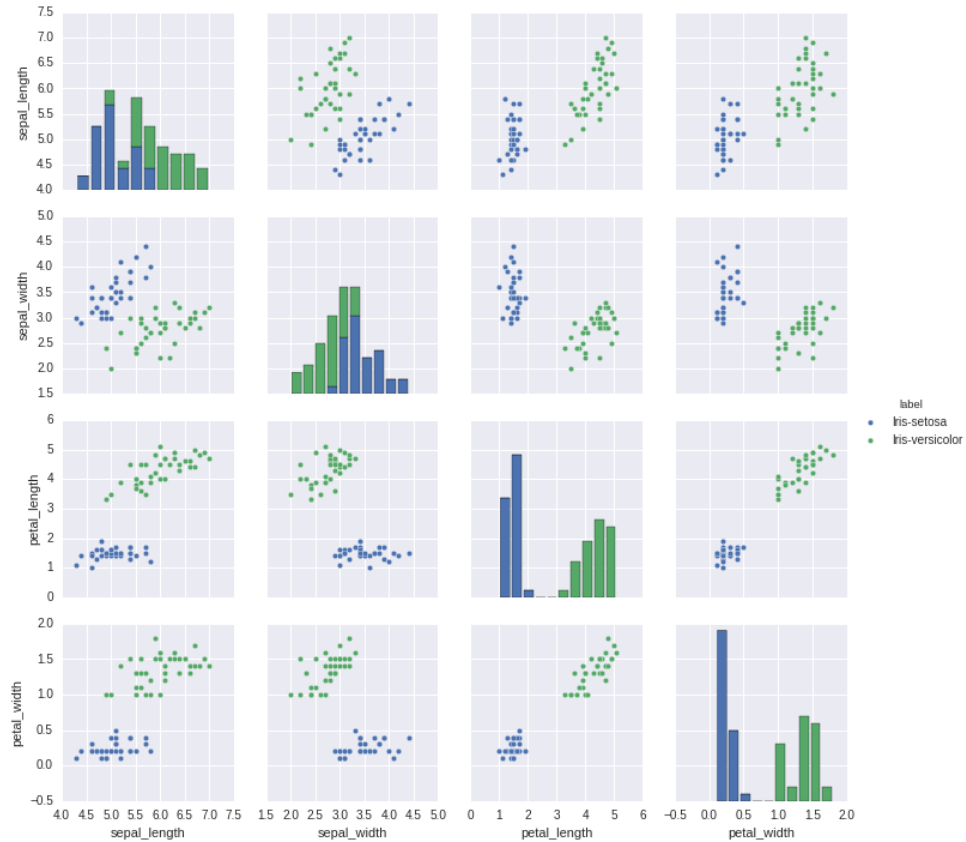 7.5
7.0
6.5
6.0
5.5
5.0
4.5
4.0
sepal_length
5.0
4.5
4.0
3.5
3.0
2.5
2.0
1.5
sepal_width
label
Iris-setosa
Iris-versicolor
6
5
4
3
2
1
0
petal_length
2.0
1.5
1.0
0.5
0.0
−0.5
petal_width
4.0 4.5 5.0 5.5 6.0 6.5 7.0 7.5
sepal_length
1.5 2.0 2.5 3.0 3.5 4.0 4.5 5.0
sepal_width
0 1 2 3 4 5 6
petal_length
−0.5 0.0 0.5 1.0 1.5 2.0
petal_width